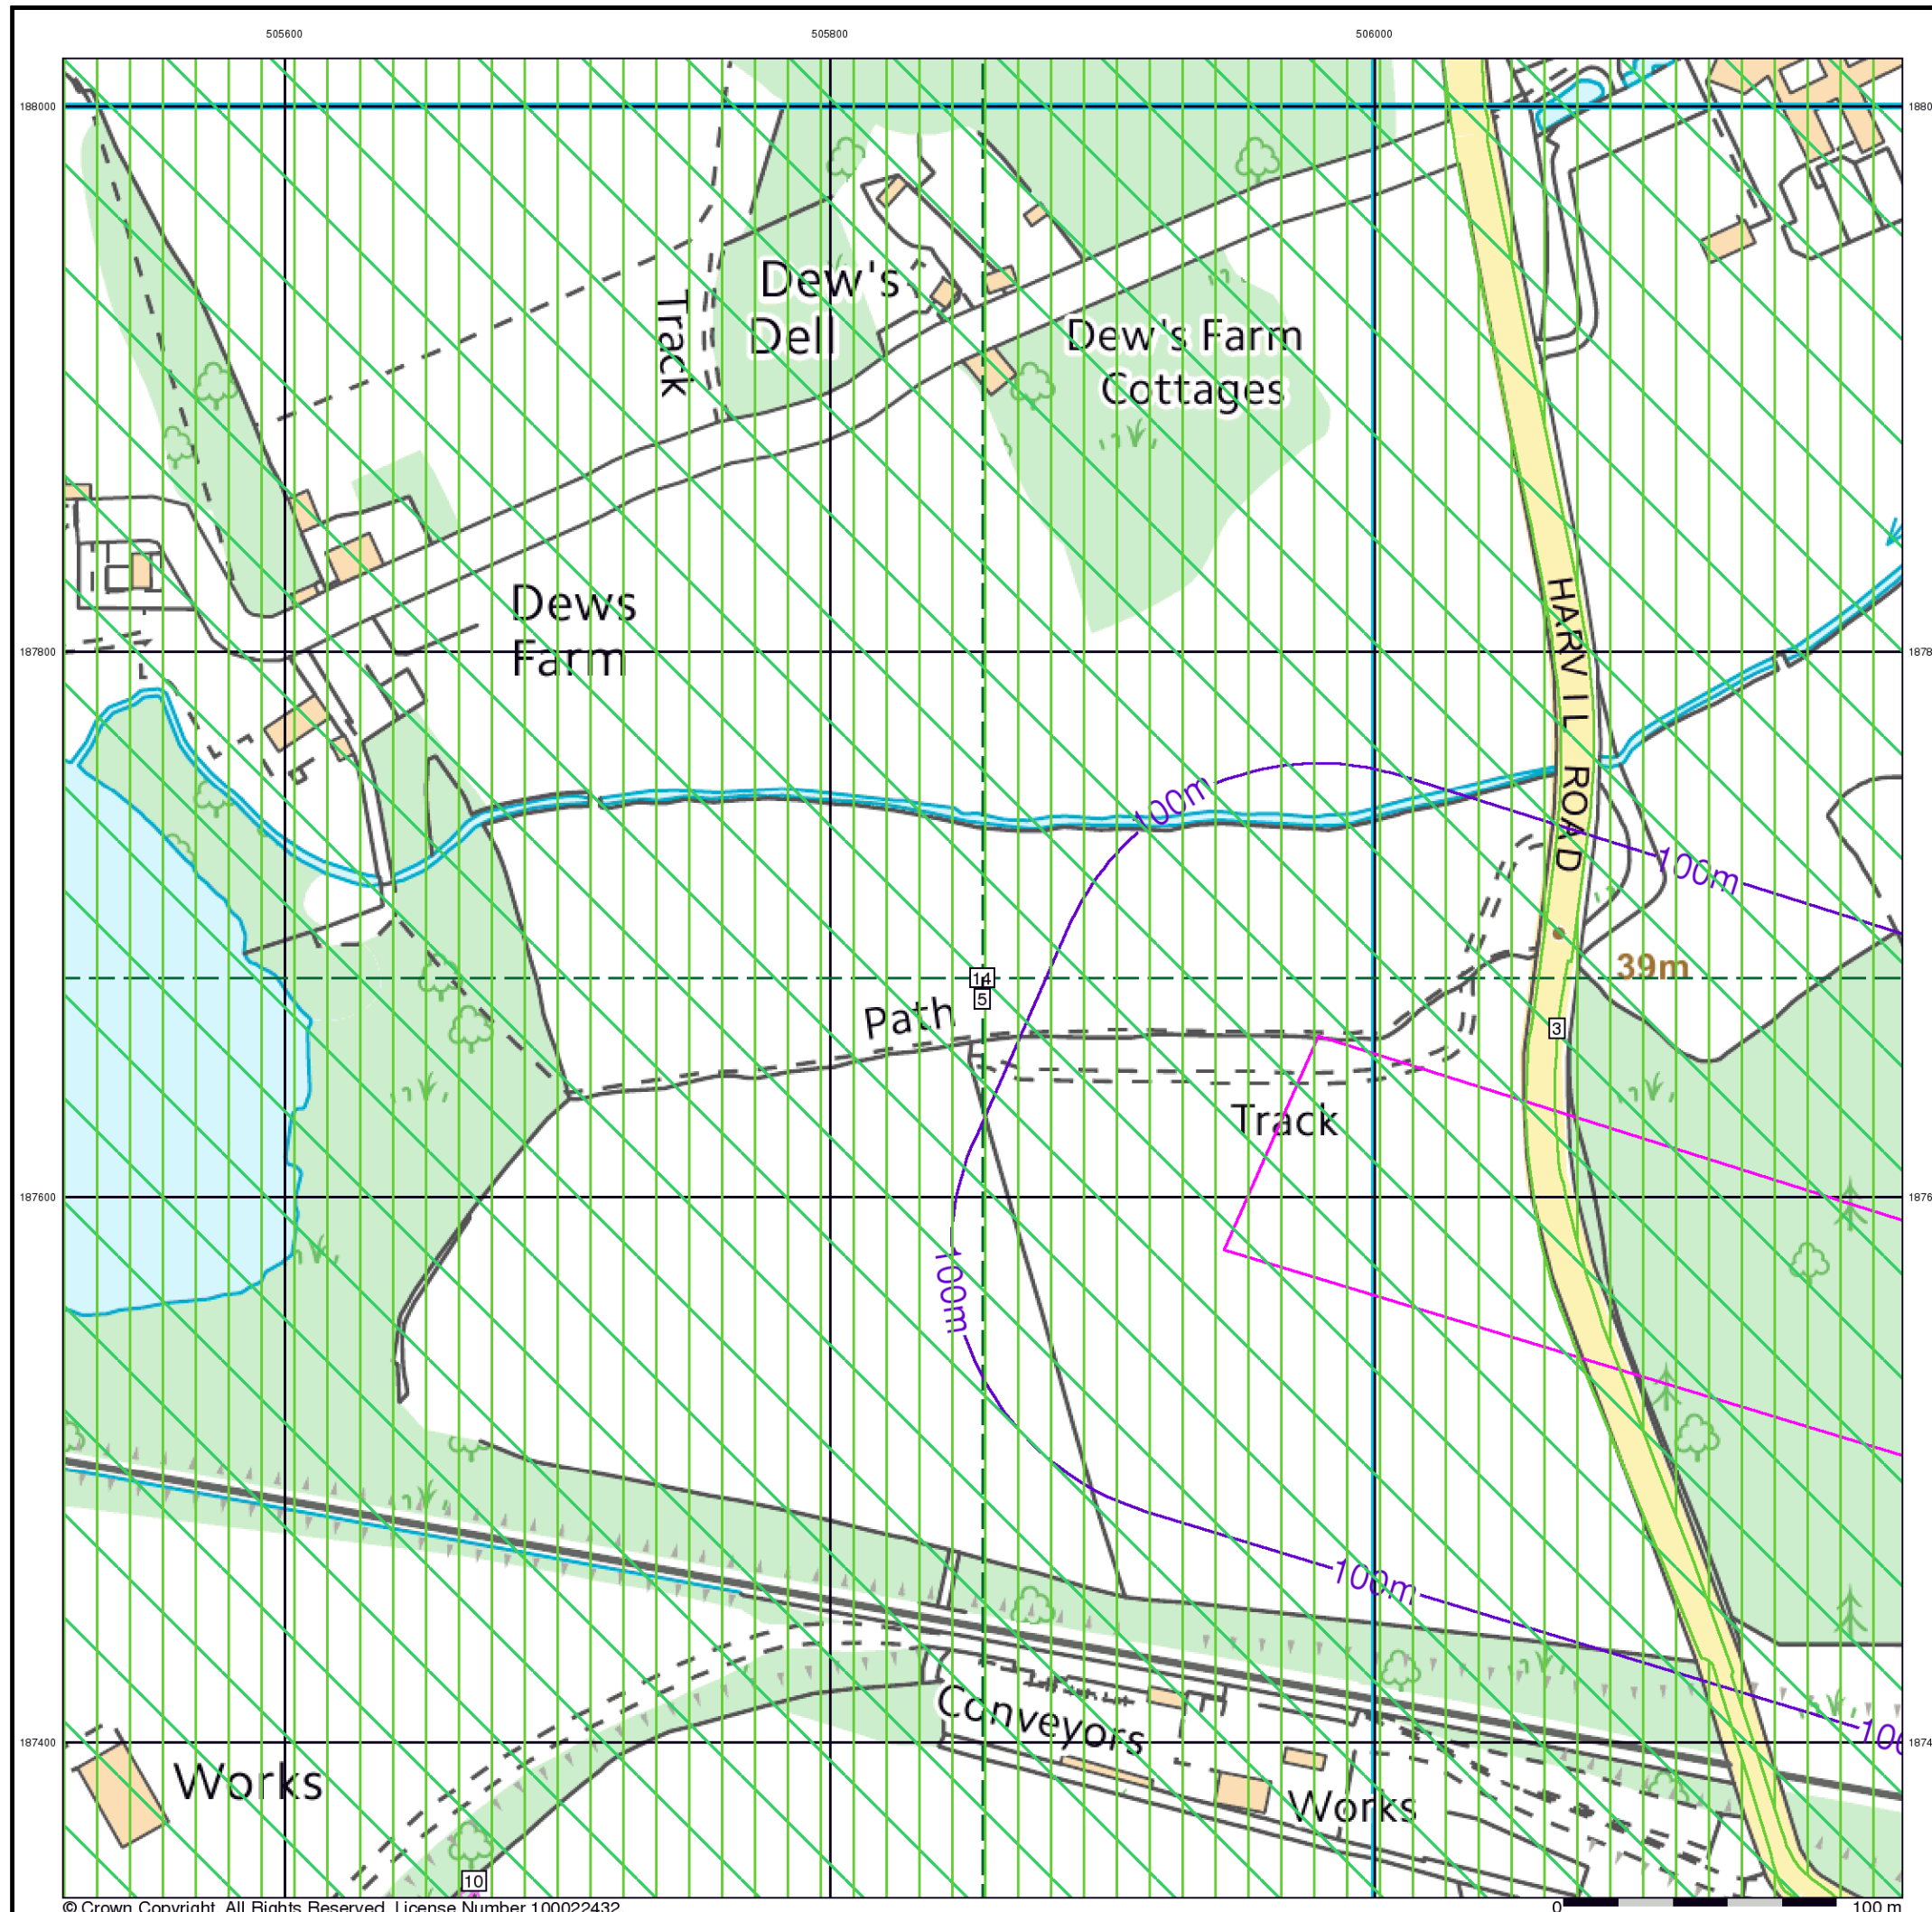 505600
505800
506000
188000
Dew's
Dell
Track
Dew's Farm
Cottages
HARVIL ROAD
Dews
Farm
187800
100m
100m
39m
14
5
Path
3
Track
187600
100m
100m
Conveyors
187400
Works
Works
10
© Crown Copyright. All Rights Reserved. License Number 100022432
0
100 m